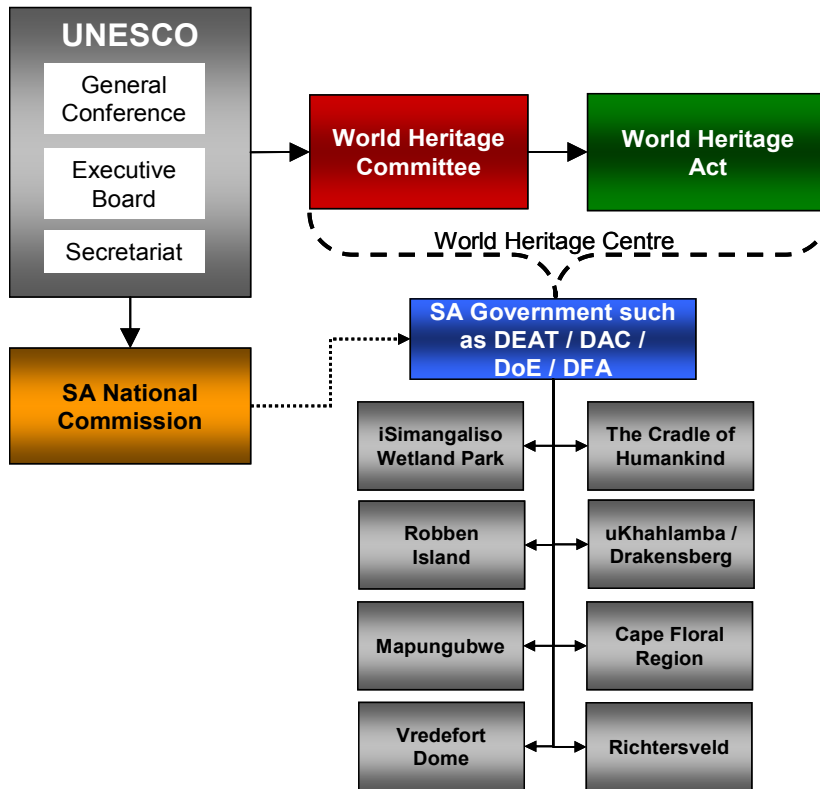 UNESCO
General
Conference
Executive
Board
Secretariat
World Heritage
Committee
World Heritage
Act
World Heritage Centre
SA National
Commission
SA Government such
as DEAT / DAC /
DoE / DFA
iSimangaliso
Wetland Park
The Cradle of
Humankind
Robben
Island
uKhahlamba /
Drakensberg
Mapungubwe
Cape Floral
Region
Vredefort
Dome
Richtersveld